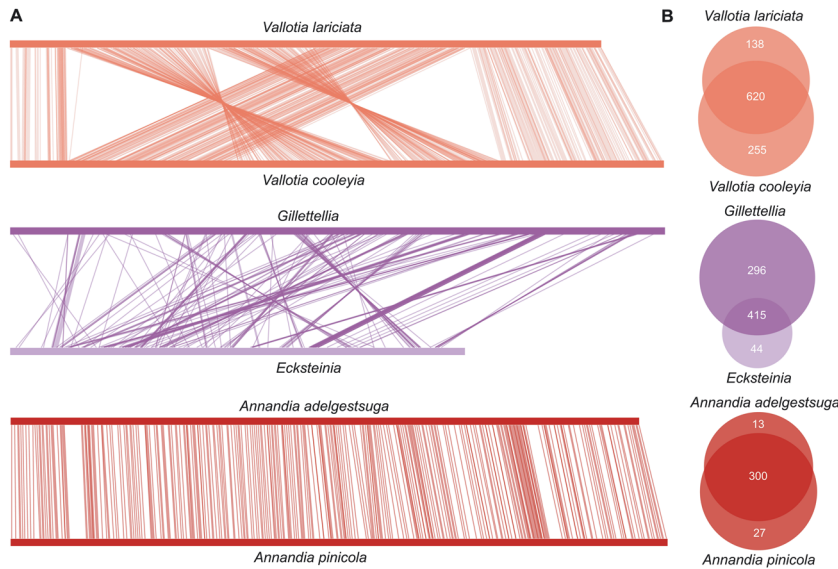 A
Vallotia lariciata
Vallotia cooleyia
Gillettellia
Ecksteinia
Annandia adelgestsuga
Annandia pinicola
B
Vallotia lariciata
138
620
255
Vallotia cooleyia
Gillettellia
296
415
44
Ecksteinia
Annandia adelgestsuga
13
300
27
Annandia pinicola